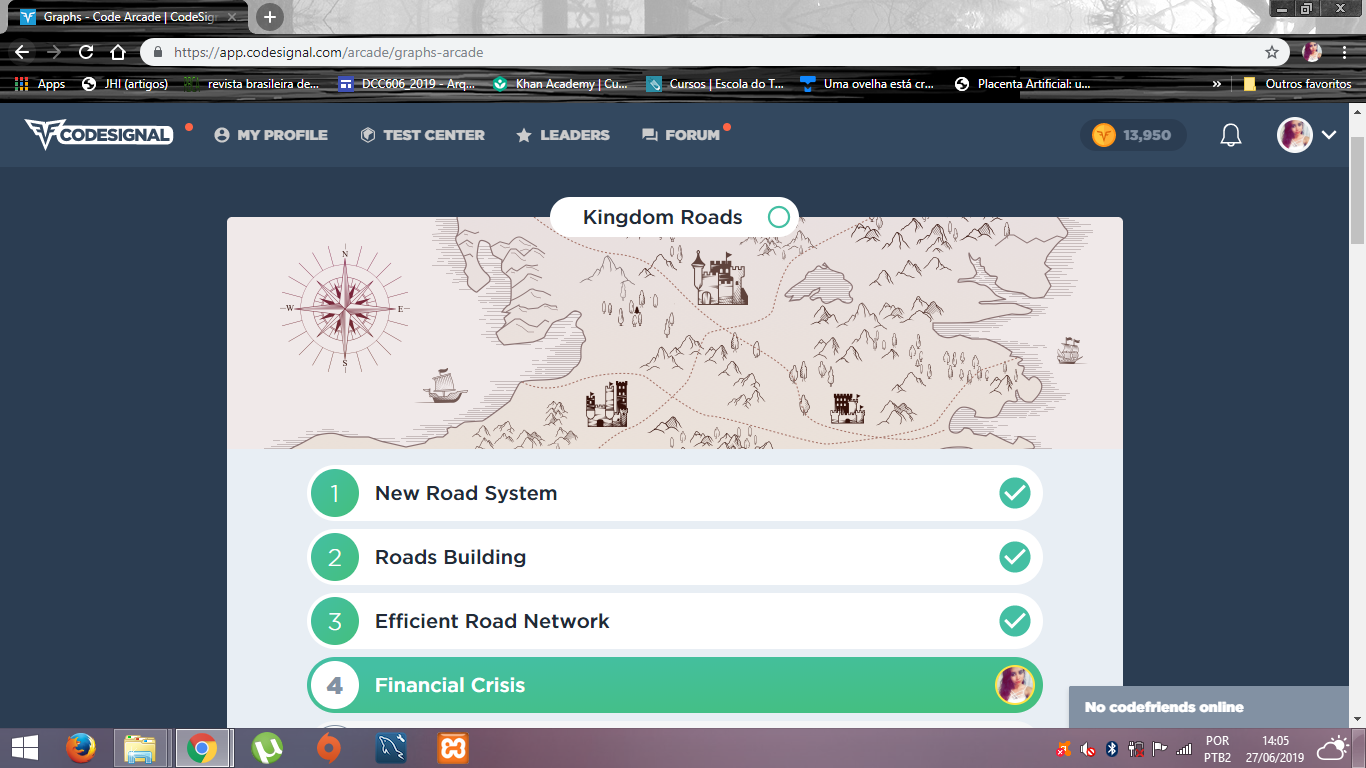 Graphs - Code Arcade | CodeSig
https://app.codesignal.com/arcade/graphs-arcade
Apps JHI (artigos) revista brasileira de... DCC606_2019 - Arq... Khan Academy | Cu... Cursos | Escola do T... Uma ovelha está cr... Placenta Artificial: u... » Outros favoritos
CODESIGNAL MY PROFILE TEST CENTER LEADERS FORUM 13,950
Kingdom Roads
N
W E
S
1 New Road System
2 Roads Building
3 Efficient Road Network
4 Financial Crisis
No codefriends online
POR 14:05
PTB2 27/06/2019